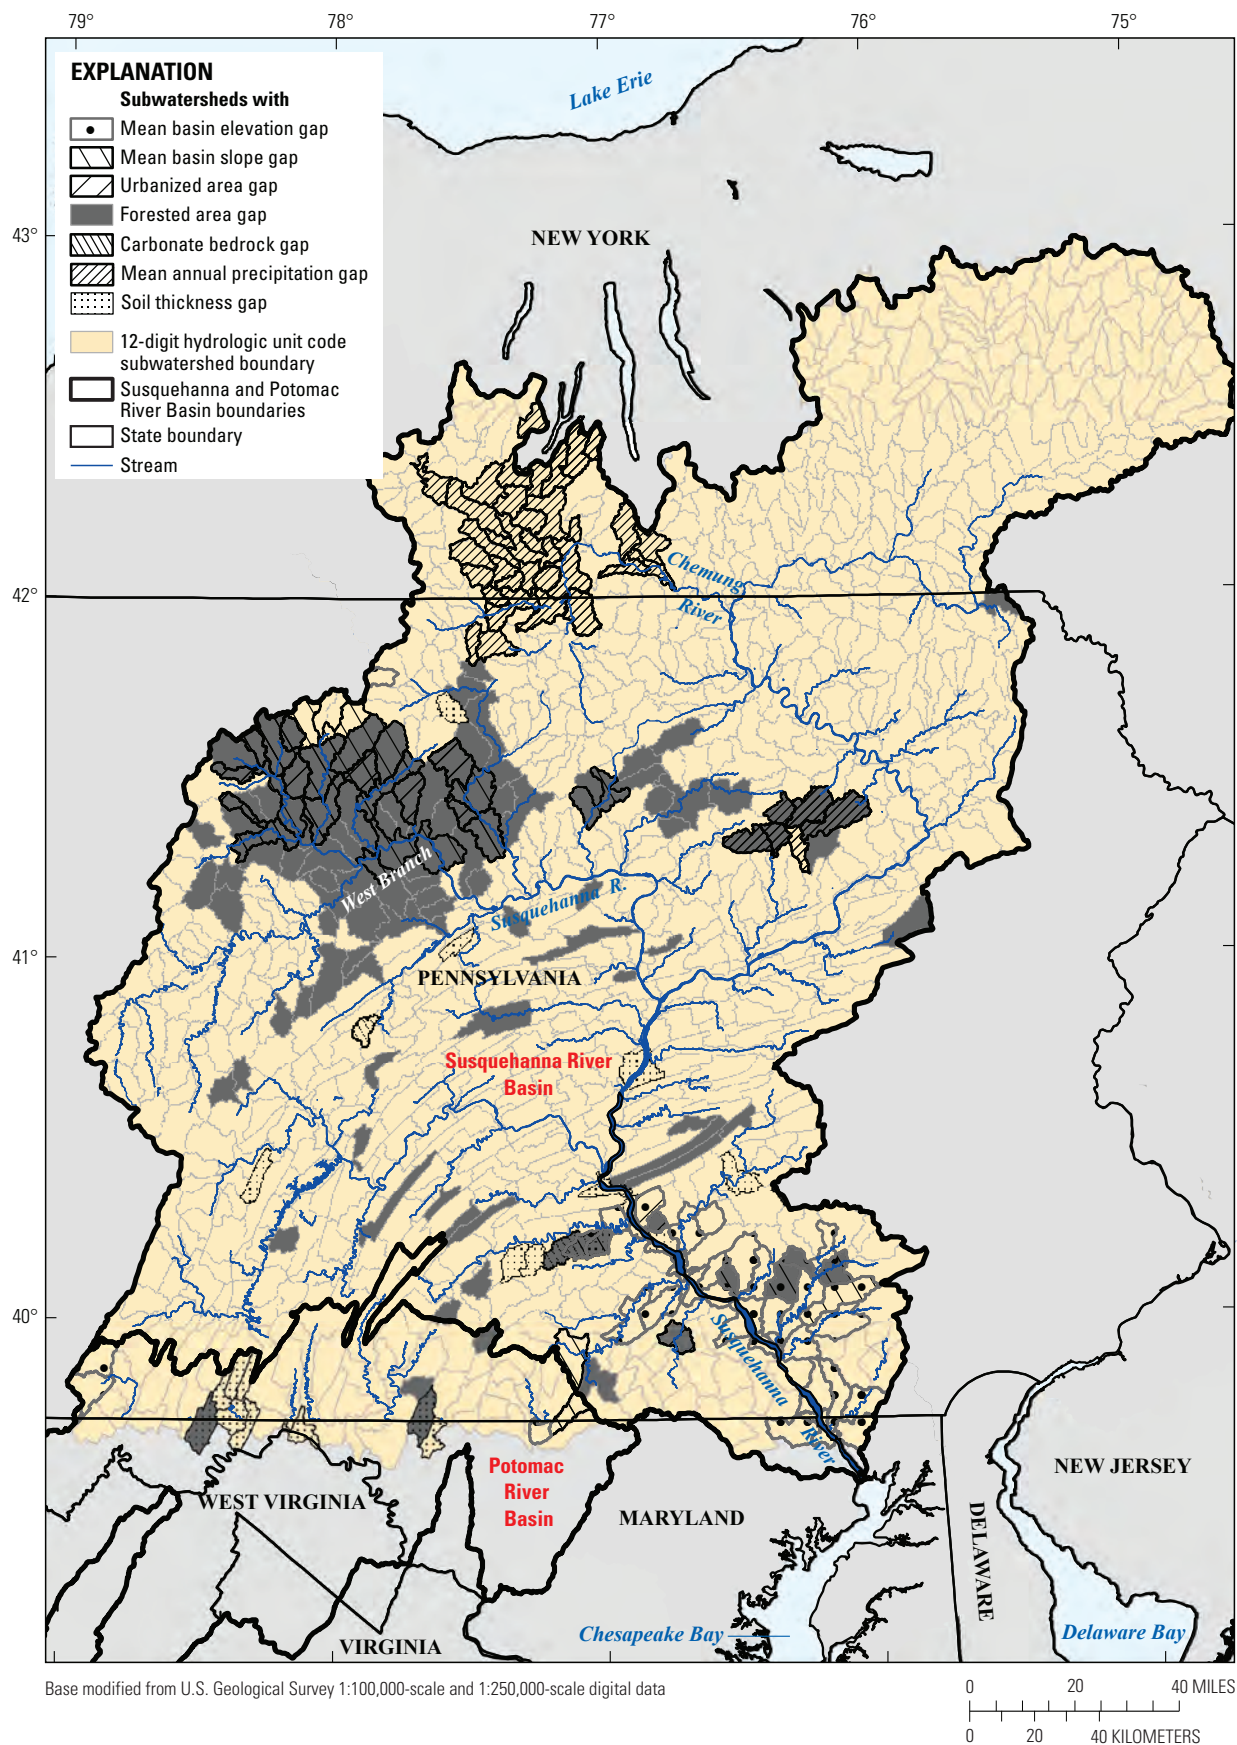 79°
78°
77°
76°
75°
EXPLANATION
Subwatersheds with
Mean basin elevation gap
Mean basin slope gap
Urbanized area gap
Forested area gap
Carbonate bedrock gap
Mean annual precipitation gap
Soil thickness gap
12-digit hydrologic unit code
subwatershed boundary
Susquehanna and Potomac
River Basin boundaries
State boundary
Stream
Lake Erie
43°
NEW YORK
42°
Chemung
River
West Branch
Susquehanna R.
41°
PENNSYLVANIA
Susquehanna River
Basin
40°
Susquehanna
River
Potomac
River
Basin
WEST VIRGINIA
MARYLAND
NEW JERSEY
DELAWARE
VIRGINIA
Chesapeake Bay
Delaware Bay
Base modified from U.S. Geological Survey 1:100,000-scale and 1:250,000-scale digital data
0 20 40 MILES
0 20 40 KILOMETERS